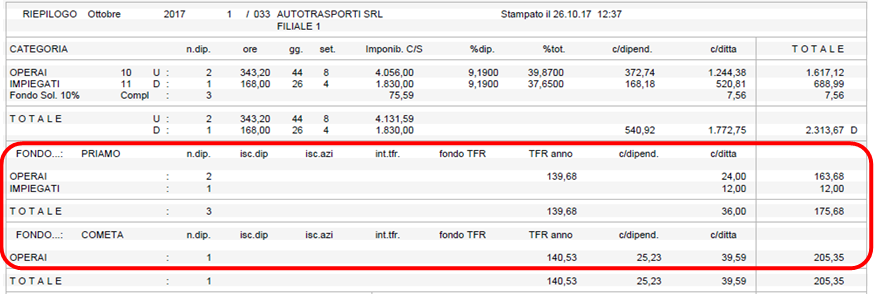 RIEPILOGO Ottobre 2017 1 / 033 AUTOTRASPORTI SRL Stampato il 26.10.17 12:37
FILIALE 1
CATEGORIA n.dip. ore gg. set. Imponib. C/S %dip. %tot. c/dipend. c/ditta T O T A L E
OPERAI 10 U : 2 343,20 44 8 4.056,00 9,1900 39,8700 372,74 1.244,38 1.617,12
IMPIEGATI 11 D : 1 168,00 26 4 1.830,00 9,1900 37,6500 168,18 520,81 688,99
Fondo Sol. 10% Compl : 3 75,59 7,56 7,56
T O T A L E U : 2 343,20 44 8 4.131,59
D : 1 168,00 26 4 1.830,00 540,92 1.772,75 2.313,67 D
FONDO...: PRIAMO n.dip. isc.dip isc.azi int.tfr. fondo TFR TFR anno c/dipend. c/ditta
OPERAI : 2 139,68 24,00 163,68
IMPIEGATI : 1 12,00 12,00
T O T A L E : 3 139,68 36,00 175,68
FONDO...: COMETA n.dip. isc.dip isc.azi int.tfr. fondo TFR TFR anno c/dipend. c/ditta
OPERAI : 1 140,53 25,23 39,59 205,35
T O T A L E : 1 140,53 25,23 39,59 205,35